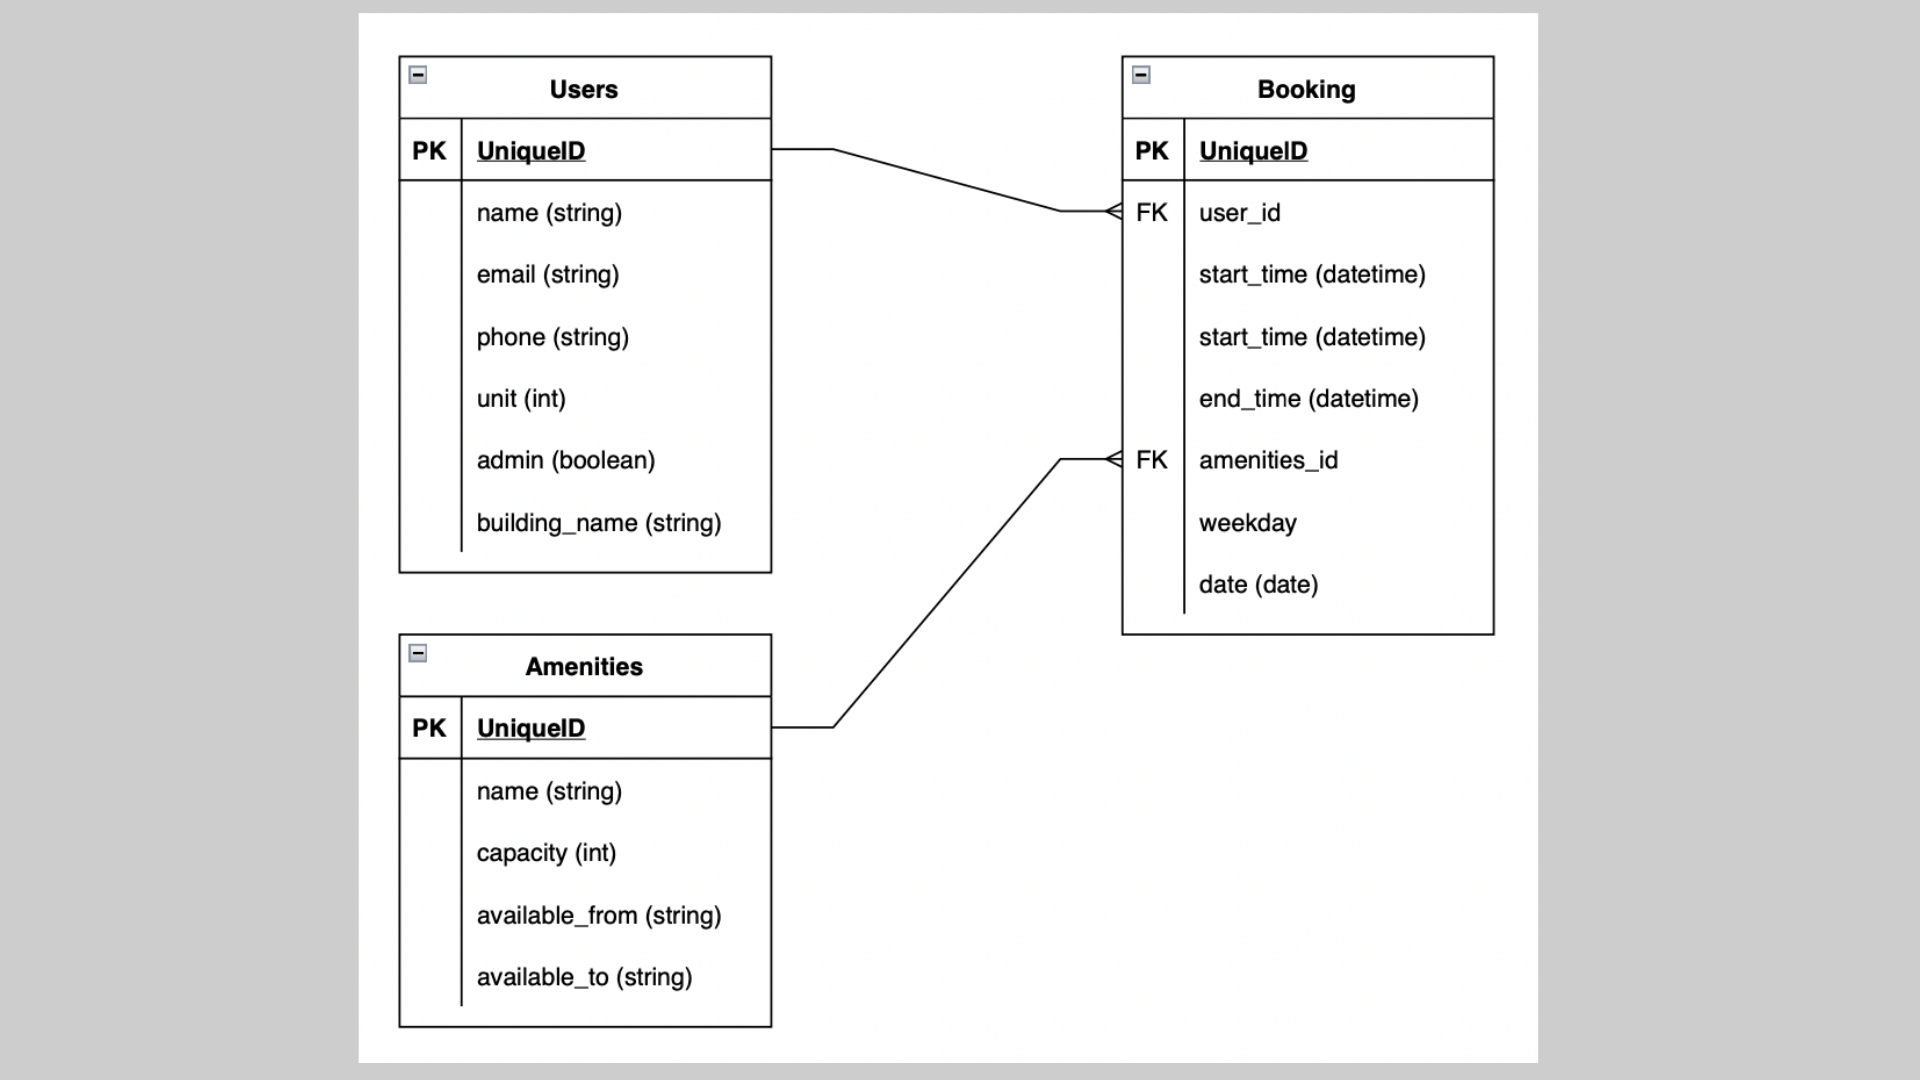 Users
PK UniqueID
name (string)
email (string)
phone (string)
unit (int)
admin (boolean)
building_name (string)
Booking
PK UniqueID
FK user_id
start_time (datetime)
start_time (datetime)
end_time (datetime)
FK amenities_id
weekday
date (date)
Amenities
PK UniqueID
name (string)
capacity (int)
available_from (string)
available_to (string)